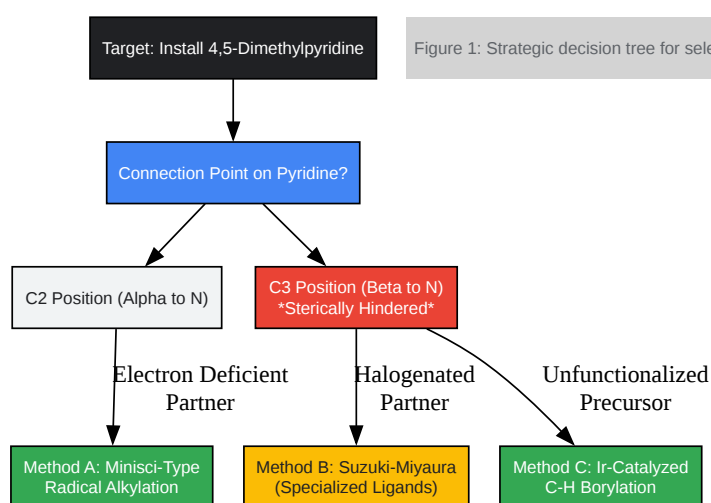 Target: Install 4,5-Dimethylpyridine
Figure 1: Strategic decision tree for sele
Connection Point on Pyridine?
C2 Position (Alpha to N)
C3 Position (Beta to N)
*Sterically Hindered*
Electron Deficient
Partner
Halogenated
Partner
Unfunctionalized
Precursor
Method A: Minisci-Type
Radical Alkylation
Method B: Suzuki-Miyaura
(Specialized Ligands)
Method C: Ir-Catalyzed
C-H Borylation